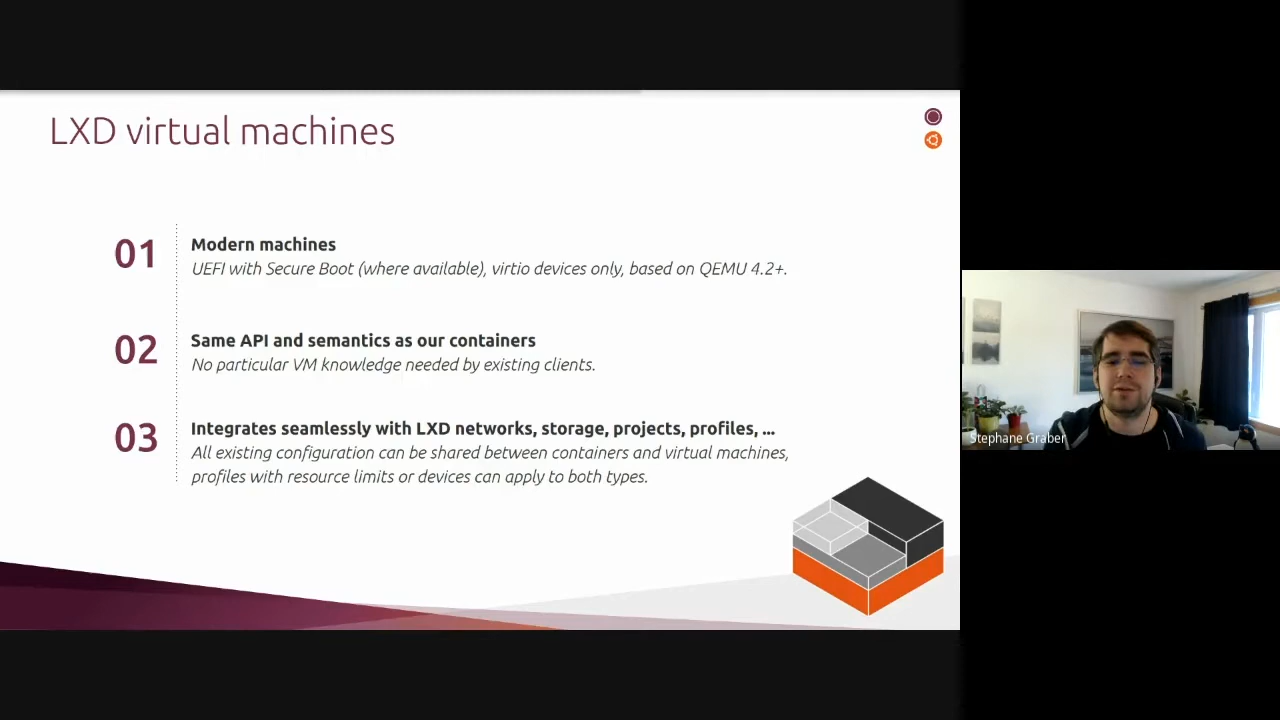 LXD virtual machines
01
Modern machines
UEFI with Secure Boot (where available), virtio devices only, based on QEMU 4.2+.
02
Same API and semantics as our containers
No particular VM knowledge needed by existing clients.
03
Integrates seamlessly with LXD networks, storage, projects, profiles, ...
All existing configuration can be shared between containers and virtual machines,
profiles with resource limits or devices can apply to both types.
Stephane Graber